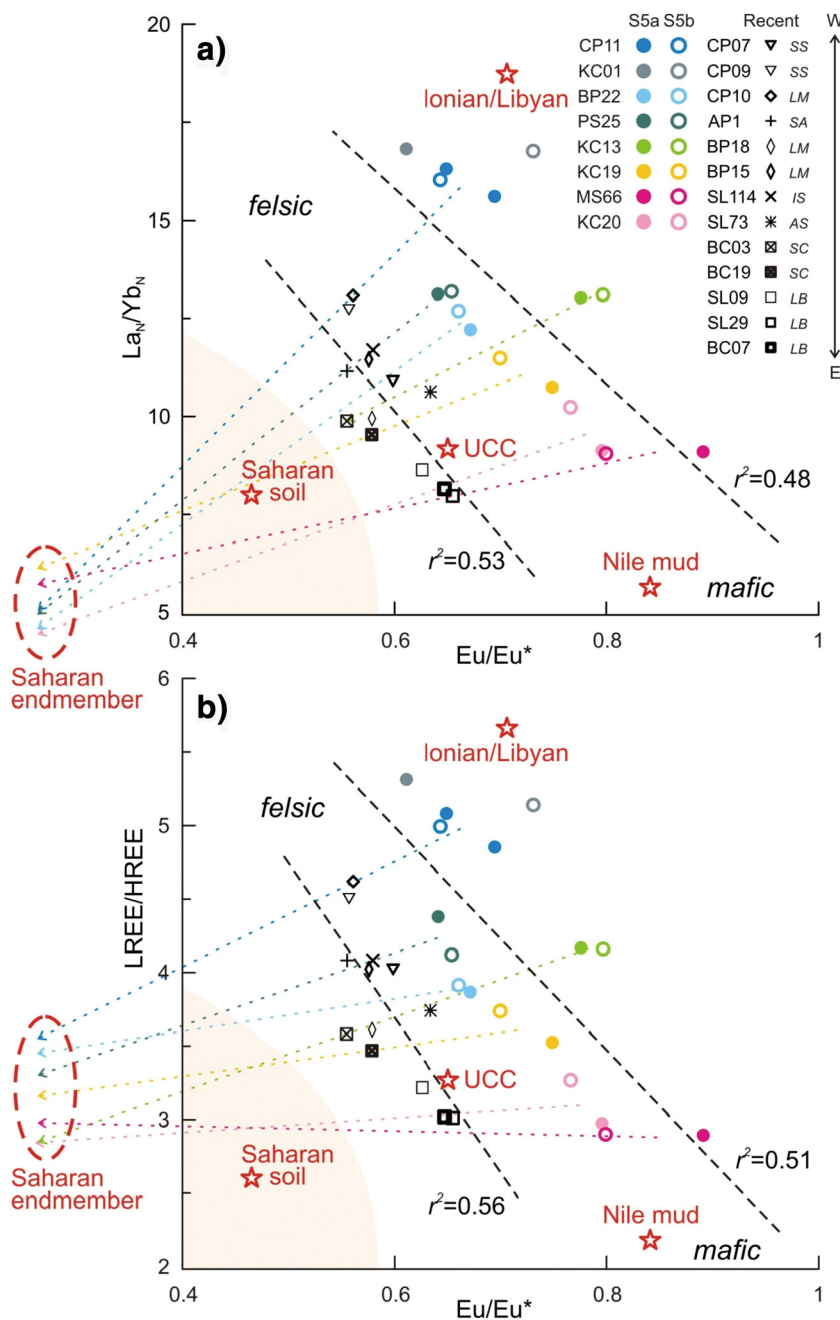 a)
20
15
10
5
La_N/Yb_N
0.4 0.6 0.8 1
Eu/Eu*
felsic
mafic
Ionian/Libyan
UCC
Saharan
soil
Nile mud
Saharan
endmember
r²=0.48
r²=0.53
S5a S5b Recent W
CP11 CP07 SS
KC01 CP09 SS
BP22 CP10 LM
PS25 AP1 SA
KC13 BP18 LM
KC19 BP15 LM
MS66 SL114 IS
KC20 SL73 AS
BC03 SC
BC19 SC
SL09 LB
SL29 LB
BC07 LB
E
b)
6
5
4
3
2
LREE/HREE
0.4 0.6 0.8 1
Eu/Eu*
felsic
mafic
Ionian/Libyan
UCC
Saharan
soil
Nile mud
Saharan
endmember
r²=0.51
r²=0.56